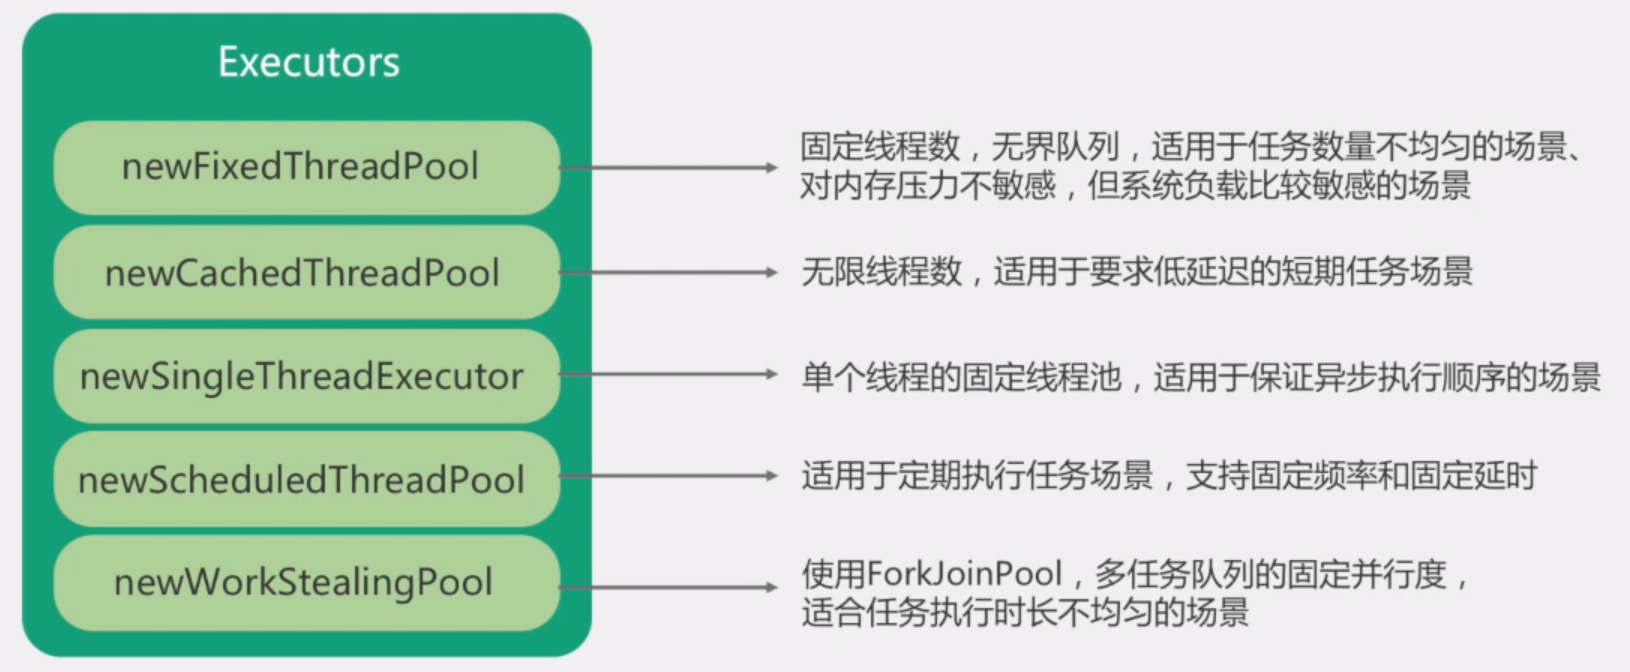 Executors
newFixedThreadPool
固定线程数，无界队列，适用于任务数量不均匀的场景、
对内存压力不敏感，但系统负载比较敏感的场景
newCachedThreadPool
无限线程数，适用于要求低延迟的短期任务场景
newSingleThreadExecutor
单个线程的固定线程池，适用于保证异步执行顺序的场景
newScheduledThreadPool
适用于定期执行任务场景，支持固定频率和固定延时
newWorkStealingPool
使用ForkJoinPool，多任务队列的固定并行度，
适合任务执行时长不均匀的场景